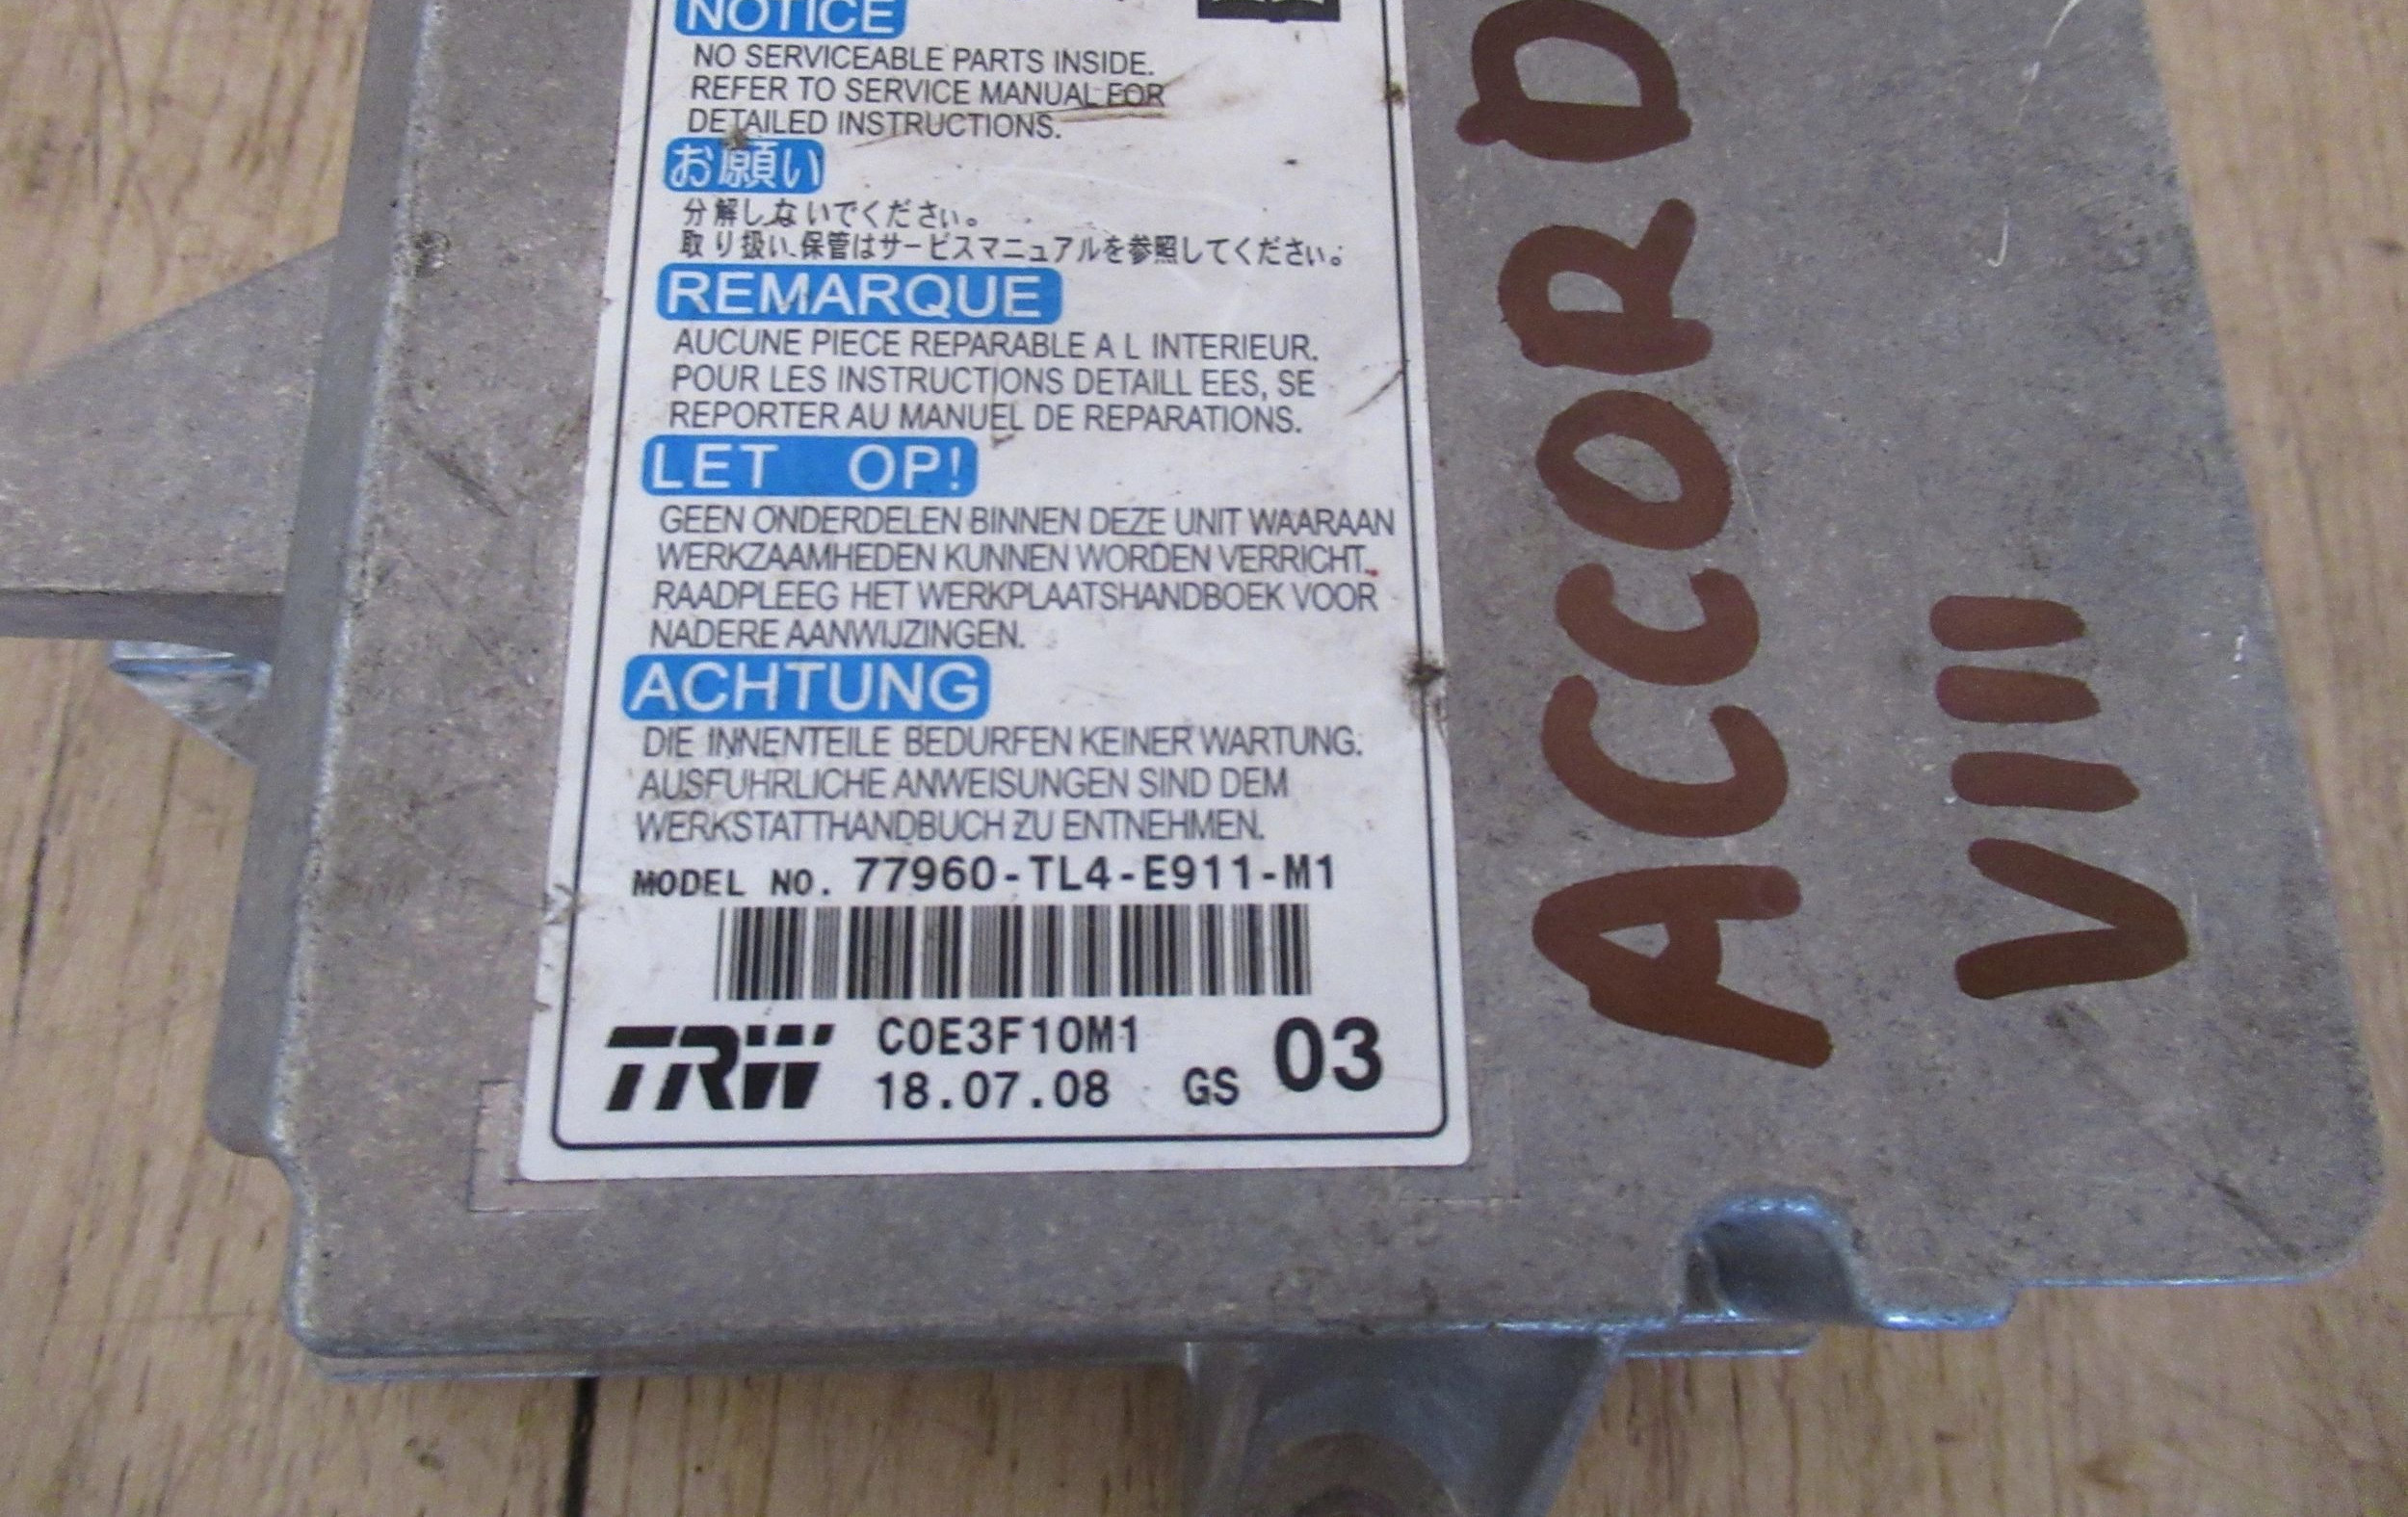 NOTICE
NO SERVICEABLE PARTS INSIDE.
REFER TO SERVICE MANUAL FOR
DETAILED INSTRUCTIONS.
お願い
分解しないでください。
取り扱い、保管はサービスマニュアルを参照してください。
REMARQUE
AUCUNE PIECE REPARABLE A L INTERIEUR.
POUR LES INSTRUCTIONS DETAILL EES, SE
REPORTER AU MANUEL DE REPARATIONS.
LET OP!
GEEN ONDERDELEN BINNEN DEZE UNIT WAARAAN
WERKZAAMHEDEN KUNNEN WORDEN VERRICHT.
RAADPLEEG HET WERKPLAATSHANDBOEK VOOR
NADERE AANWIJZINGEN.
ACHTUNG
DIE INNENTEILE BEDURFEN KEINER WARTUNG.
AUSFUHRLICHE ANWEISUNGEN SIND DEM
WERKSTATTHANDBUCH ZU ENTNEHMEN.
MODEL NO. 77960-TL4-E911-M1
TRW C0E3F10M1
18.07.08 GS 03
ACCORD
VIII